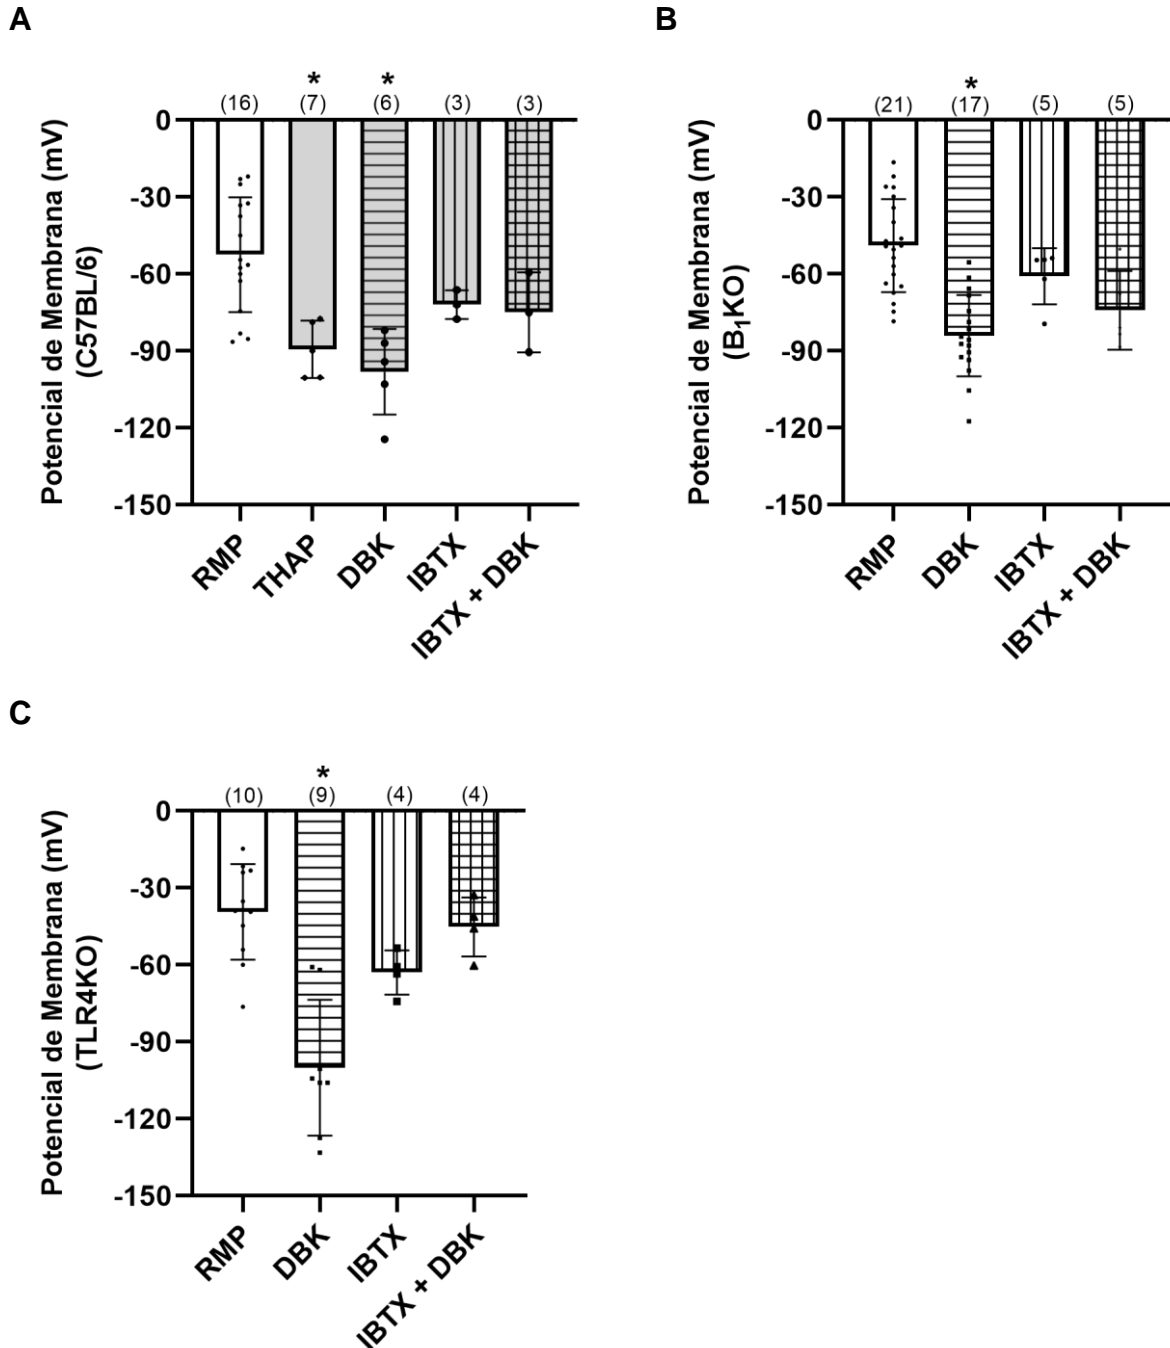 A
Potencial de Membrana (mV)
(C57BL/6)
* *
(16) (7) (6) (3) (3)
0
-30
-60
-90
-120
-150
RMP THAP DBK IBTX IBTX + DBK
B
Potencial de Membrana (mV)
(B₁KO)
*
(21) (17) (5) (5)
0
-30
-60
-90
-120
-150
RMP DBK IBTX IBTX + DBK
C
Potencial de Membrana (mV)
(TLR4KO)
*
(10) (9) (4) (4)
0
-30
-60
-90
-120
-150
RMP DBK IBTX IBTX + DBK